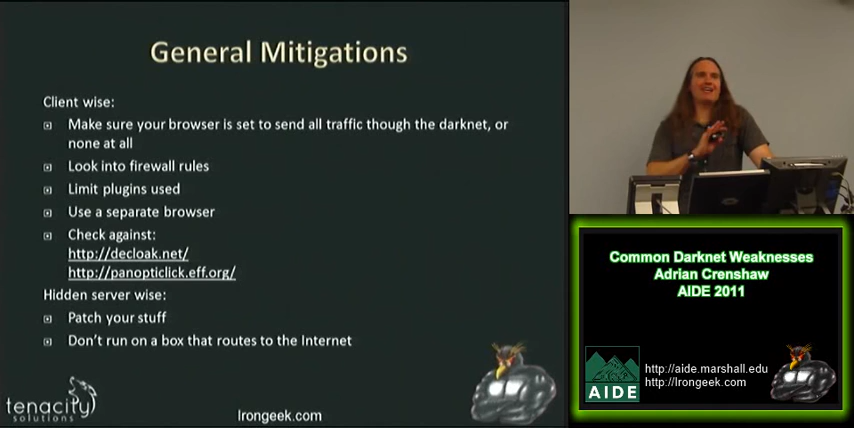 General Mitigations
Client wise:
Make sure your browser is set to send all traffic though the darknet, or
none at all
Look into firewall rules
Limit plugins used
Use a separate browser
Check against:
http://decloak.net/
http://panopticlick.eff.org/
Hidden server wise:
Patch your stuff
Don't run on a box that routes to the Internet
tenacity
solutions
Irongeek.com
Common Darknet Weaknesses
Adrian Crenshaw
AIDE 2011
AIDE
http://aide.marshall.edu
http://Irongeek.com